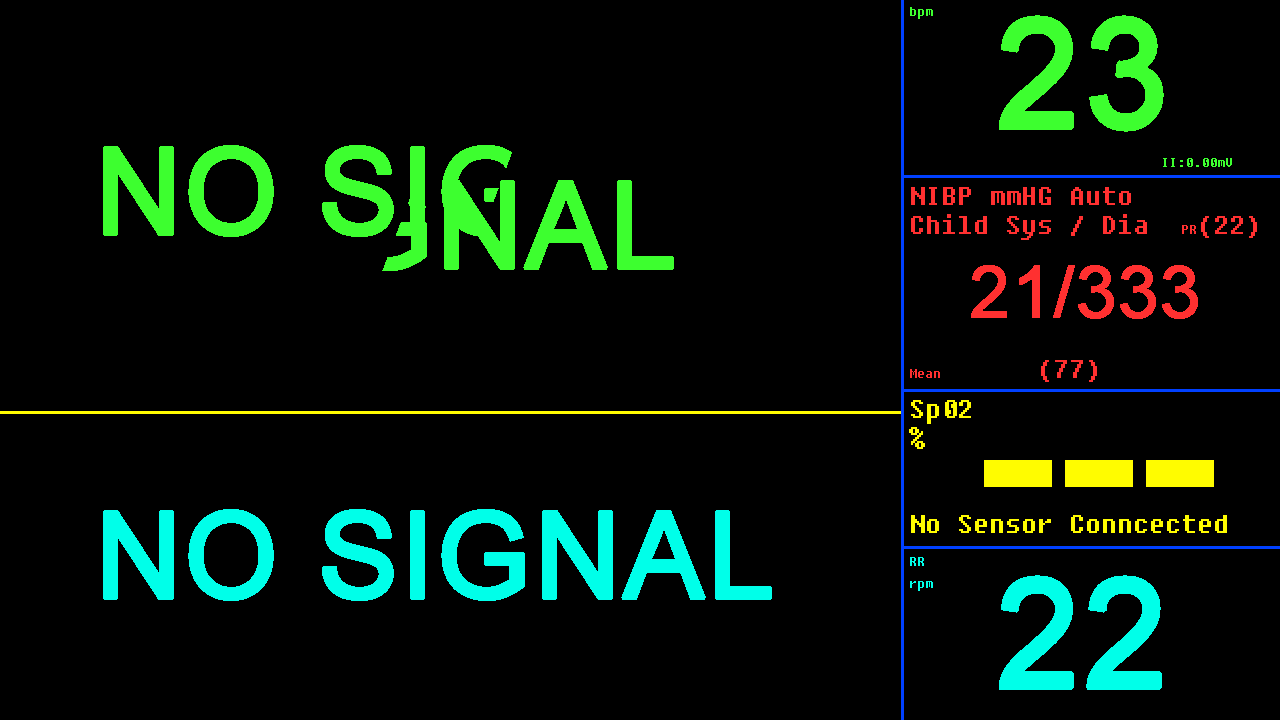 NO SIGNAL
NO SIGNAL
bpm
23
II:0.00mV
NIBP mmHG Auto
Child Sys / Dia PR(22)
21/333
Mean (77)
Sp02
%
No Sensor Conncected
RR
rpm
22